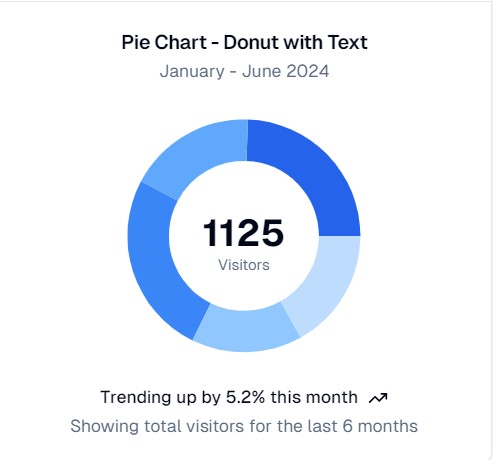 Pie Chart - Donut with Text
January - June 2024
1125
Visitors
Trending up by 5.2% this month
Showing total visitors for the last 6 months